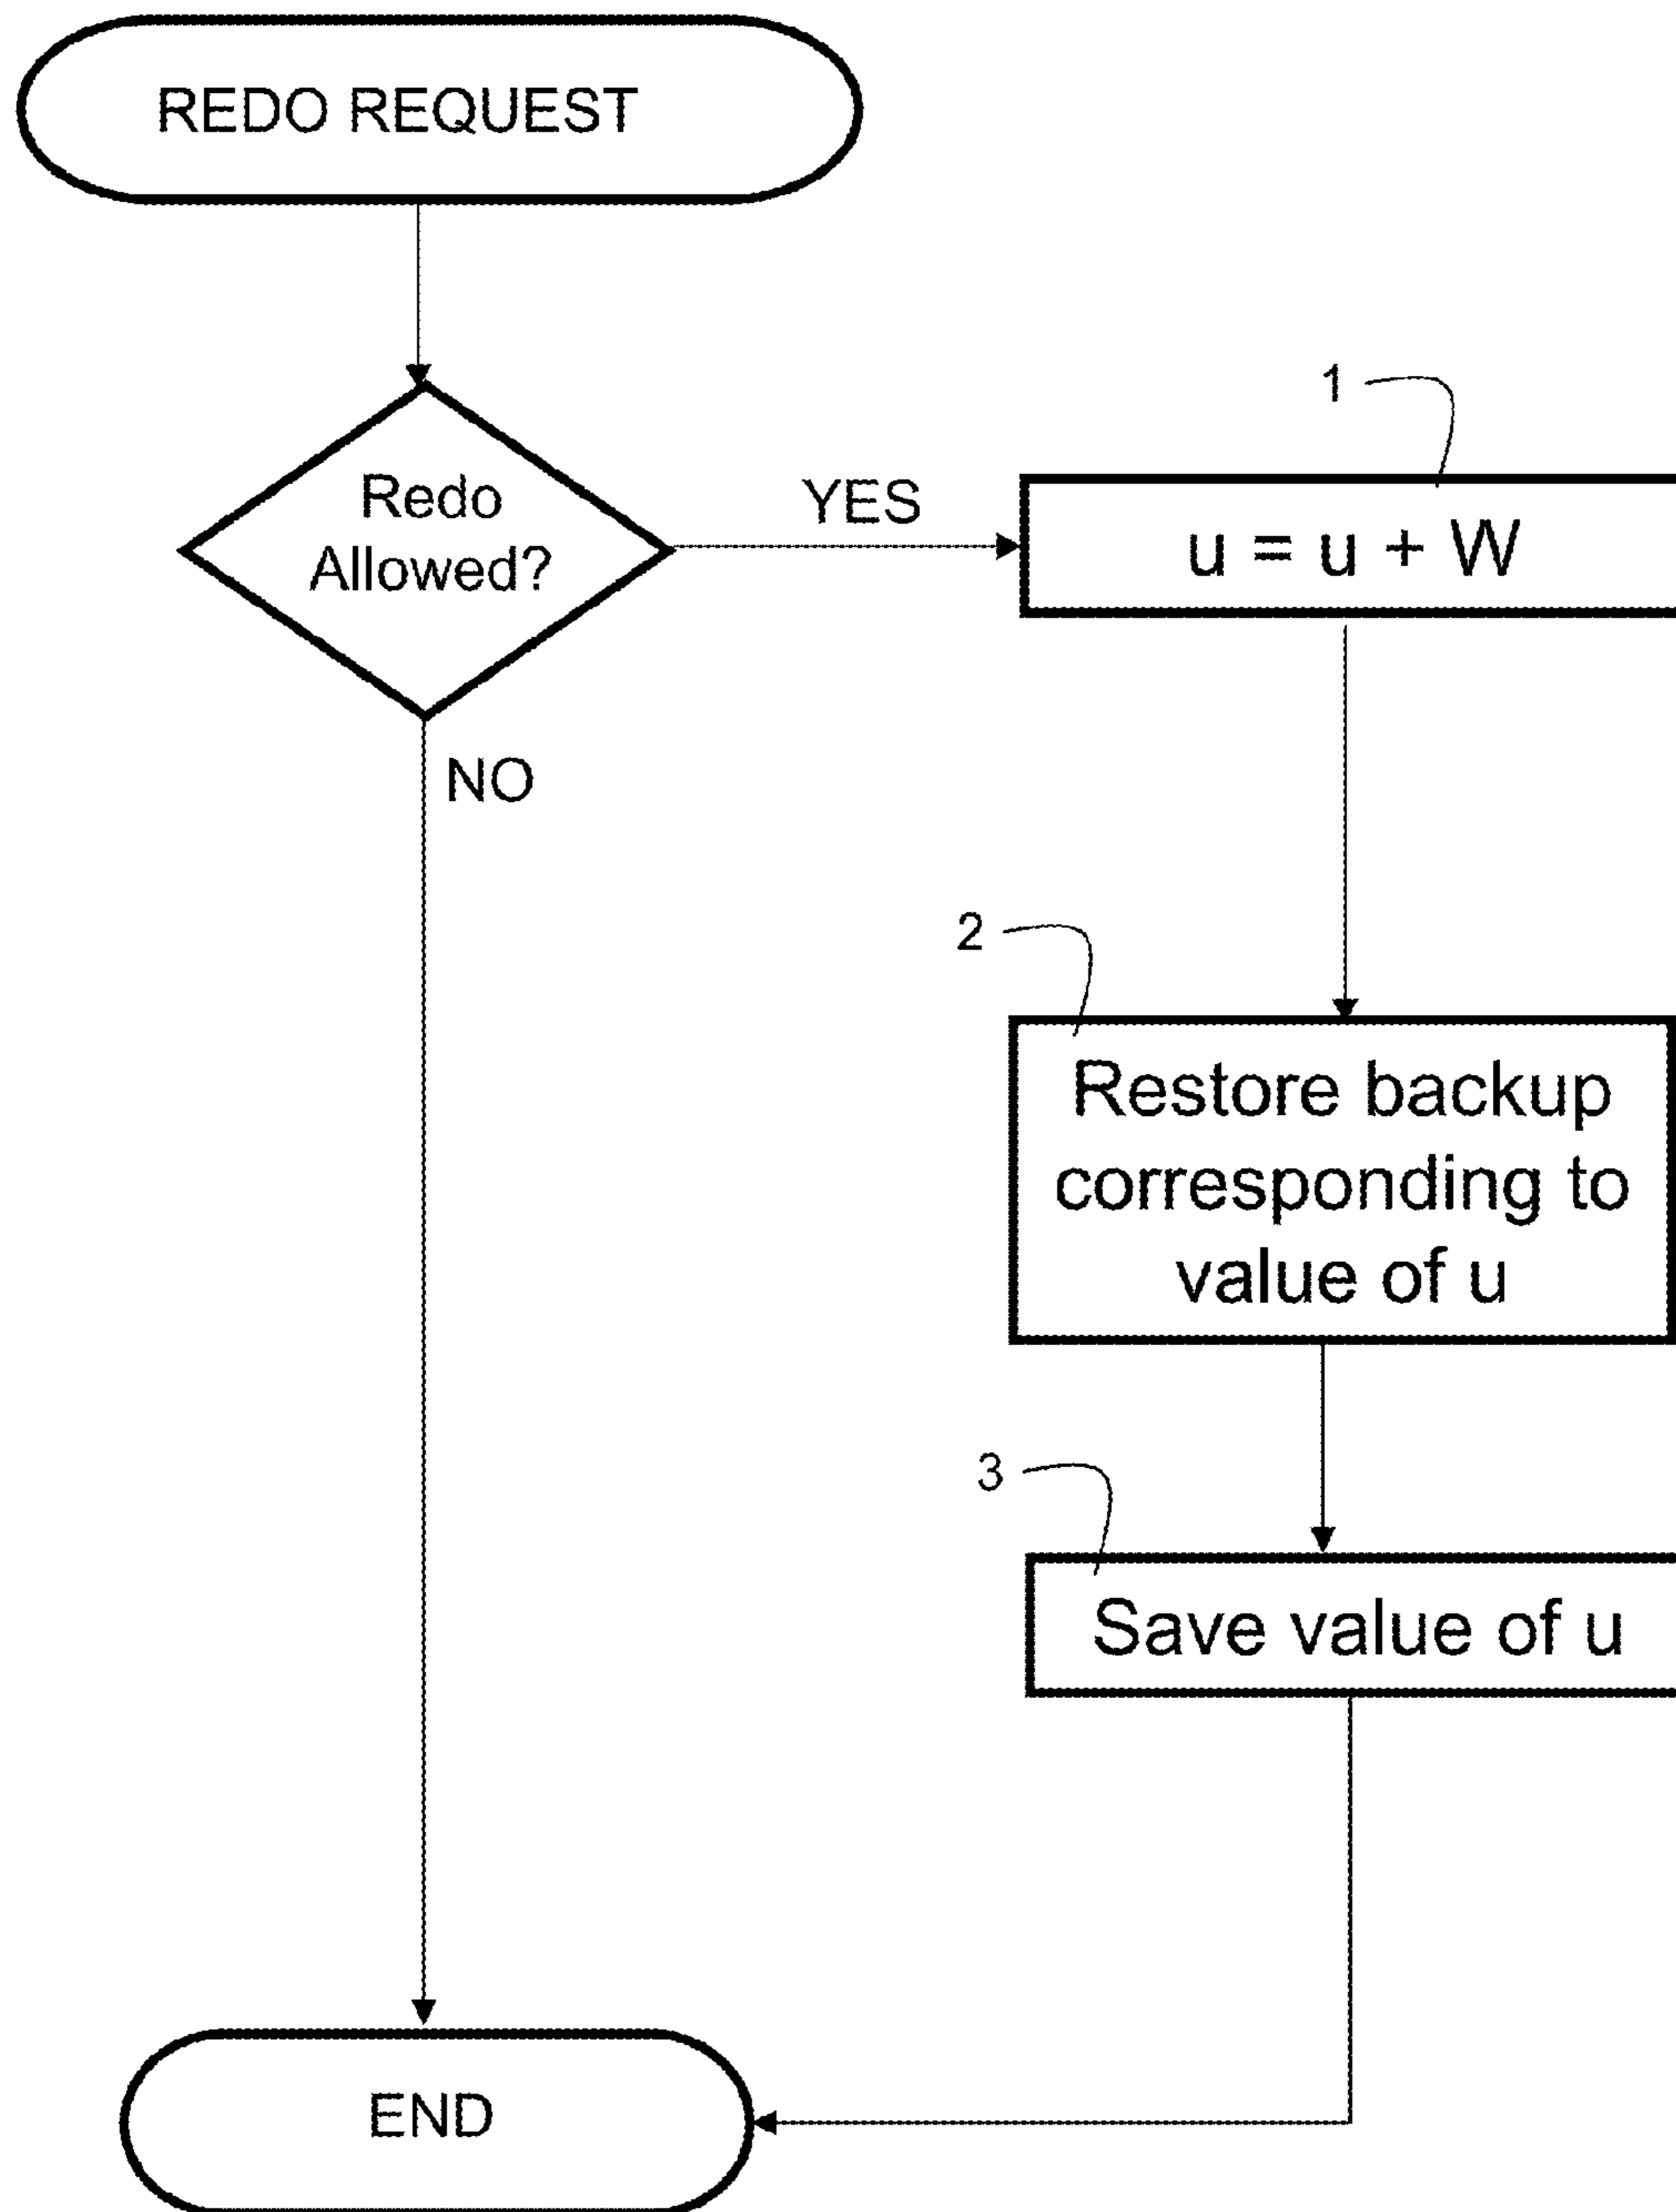 REDO REQUEST
Redo
Allowed?
YES
NO
1
u = u + W
2
Restore backup
corresponding to
value of u
3
Save value of u
END